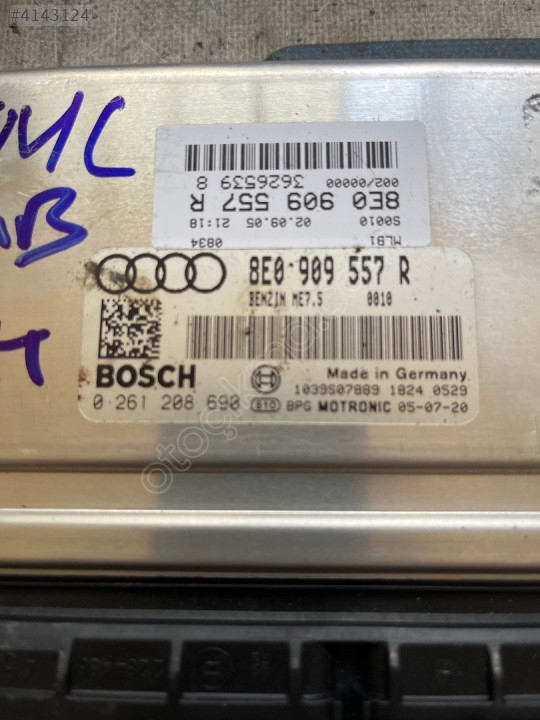 #4143124
002/00000
3626539 8
8E0 909 557 R
S0010 02.09.05 21:18
MLB1 0834
8E0 909 557 R
BENZIN ME7.5 0010
BOSCH
Made in Germany
1039S07889 1824 0529
0 261 208 690 B10 BPG MOTRONIC 05-07-20